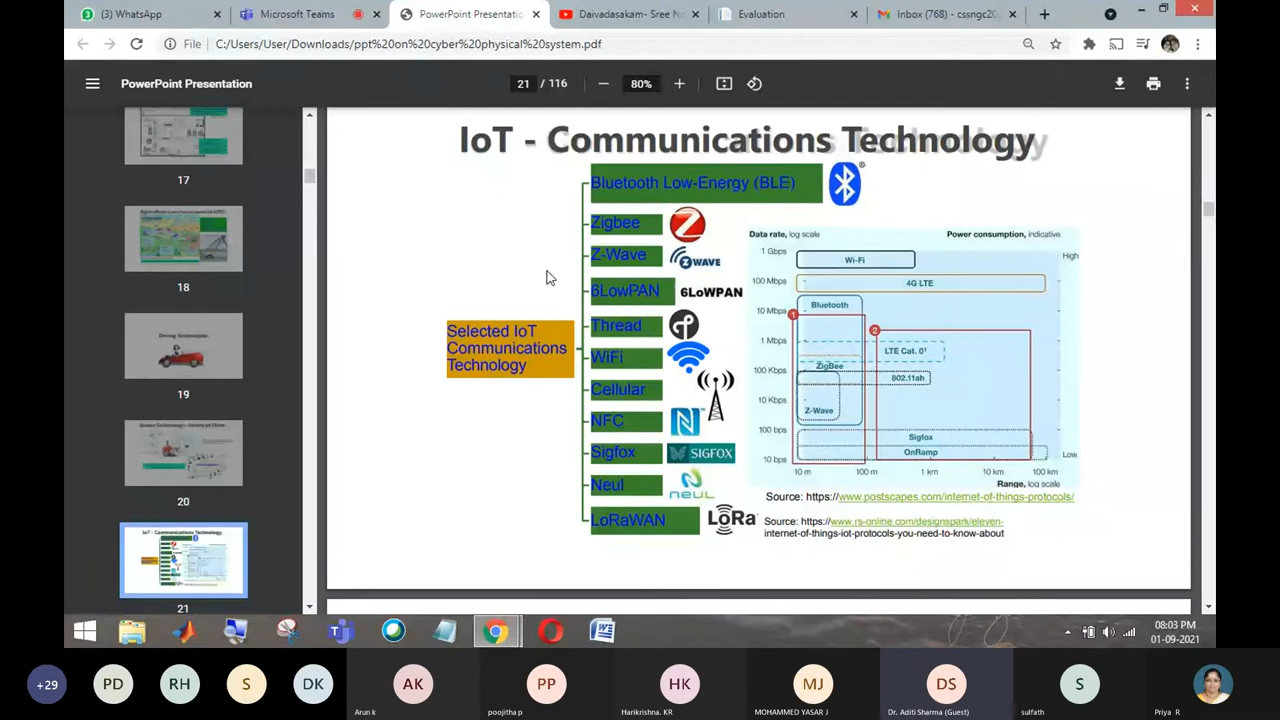 (3) WhatsApp
Microsoft Teams
PowerPoint Presentatio
Daivadasakam- Sree N
Evaluation
Inbox (768) - cssngc20
File
C:/Users/User/Downloads/ppt%20on%20cyber%20physical%20system.pdf
PowerPoint Presentation
21 / 116
80%
17
18
19
20
21
IoT - Communications Technology
Selected IoT
Communications
Technology
Bluetooth Low-Energy (BLE)
Zigbee
Z-Wave
Z WAVE
6LowPAN
6LoWPAN
Thread
WiFi
Cellular
NFC
Sigfox
SIGFOX
Neul
NEUL
LoRaWAN
LoRa
Data rate, log scale
Power consumption, indicative
1 Gbps
100 Mbps
10 Mbps
1 Mbps
100 Kbps
10 Kbps
100 bps
10 bps
High
Low
Wi-Fi
4G LTE
Bluetooth
1
2
LTE Cat. 0¹
ZigBee
802.11ah
Z-Wave
Sigfox
OnRamp
10 m
100 m
1 km
10 km
100 km
Range, log scale
Source: https://www.postscapes.com/internet-of-things-protocols/
Source: https://www.rs-online.com/designspark/eleven-
internet-of-things-iot-protocols-you-need-to-know-about
08:03 PM
01-09-2021
+29
PD
RH
S
DK
AK
Arun k
PP
poojitha p
HK
Harikrishna. KR
MJ
MOHAMMED YASAR J
DS
Dr. Aditi Sharma (Guest)
S
sulfath
Priya R